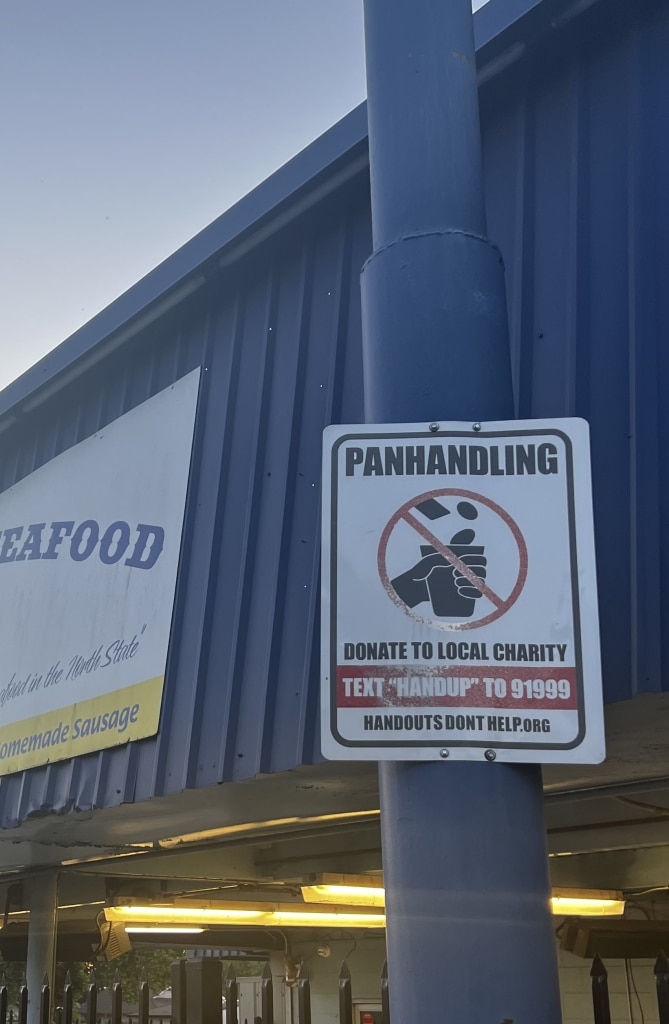 EAFOOD
food in the "North State"
omemade Sausage
PANHANDLING
DONATE TO LOCAL CHARITY
TEXT "HANDUP" TO 91999
HANDOUTS DONT HELP.ORG